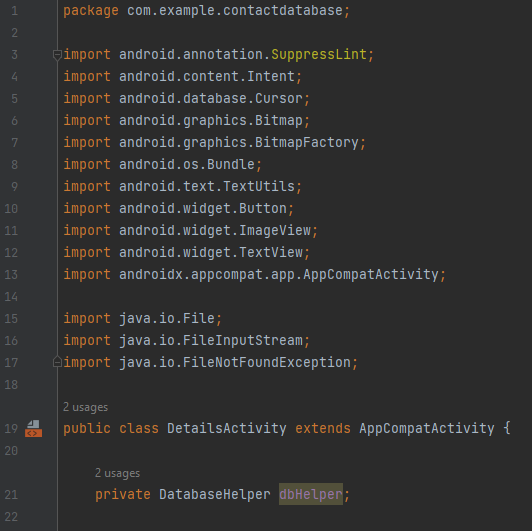 1 package com.example.contactdatabase;
2
3 import android.annotation.SuppressLint;
4 import android.content.Intent;
5 import android.database.Cursor;
6 import android.graphics.Bitmap;
7 import android.graphics.BitmapFactory;
8 import android.os.Bundle;
9 import android.text.TextUtils;
10 import android.widget.Button;
11 import android.widget.ImageView;
12 import android.widget.TextView;
13 import androidx.appcompat.app.AppCompatActivity;
14
15 import java.io.File;
16 import java.io.FileInputStream;
17 import java.io.FileNotFoundException;
18
2 usages
19 public class DetailsActivity extends AppCompatActivity {
20
2 usages
21 private DatabaseHelper dbHelper;
22